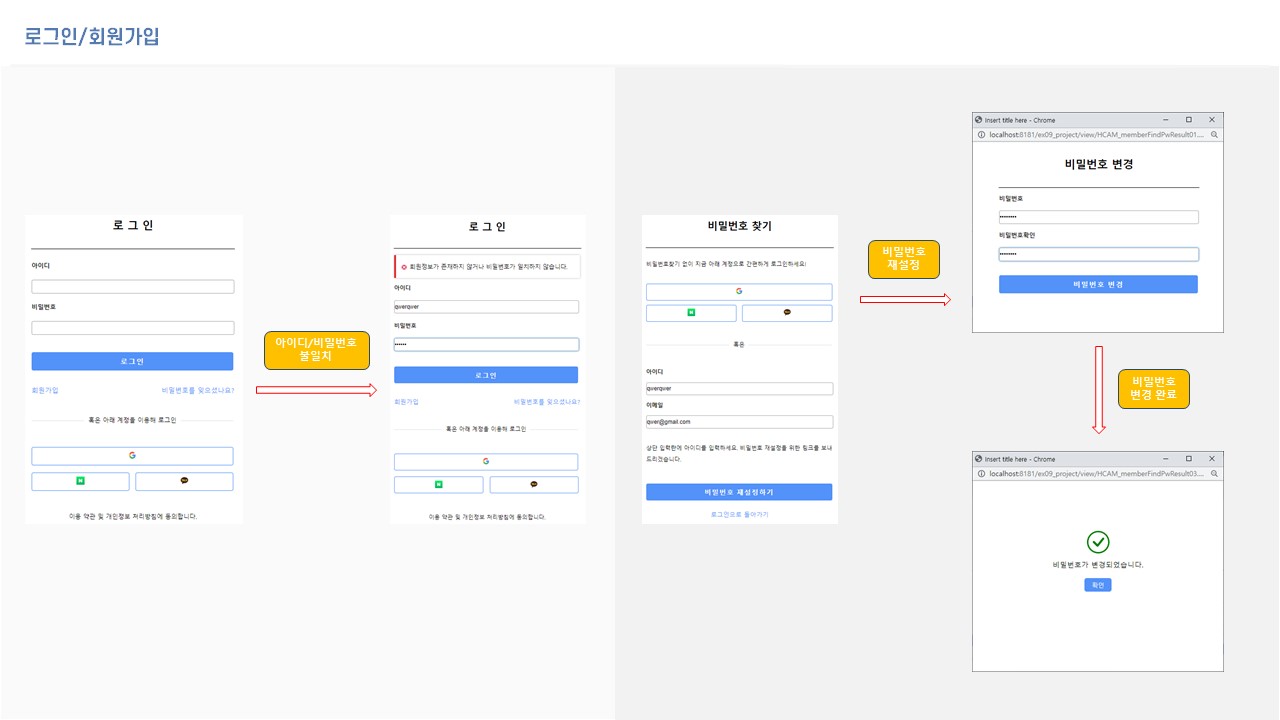 로그인/회원가입
로 그 인
아이디
비밀번호
로그인
회원가입
비밀번호를 잊으셨나요?
혹은 아래 계정을 이용해 로그인
이용 약관 및 개인정보 처리방침에 동의합니다.
아이디/비밀번호
불일치
로 그 인
회원정보가 존재하지 않거나 비밀번호가 일치하지 않습니다.
아이디
qwerqwer
비밀번호
••••••
로그인
회원가입
비밀번호를 잊으셨나요?
혹은 아래 계정을 이용해 로그인
이용 약관 및 개인정보 처리방침에 동의합니다.
비밀번호 찾기
비밀번호찾기 없이 지금 아래 계정으로 간편하게 로그인하세요!
혹은
아이디
qwerqwer
이메일
qwer@gmail.com
상단 입력란에 아이디를 입력하세요. 비밀번호 재설정을 위한 링크를 보내
드리겠습니다.
비밀번호 재설정하기
로그인으로 돌아가기
비밀번호
재설정
Insert title here - Chrome
localhost:8181/ex09_project/view/HCAM_memberFindPwResult01....
비밀번호 변경
비밀번호
••••••••
비밀번호확인
••••••••
비밀번호 변경
비밀번호
변경 완료
Insert title here - Chrome
localhost:8181/ex09_project/view/HCAM_memberFindPwResult03....
비밀번호가 변경되었습니다.
확인